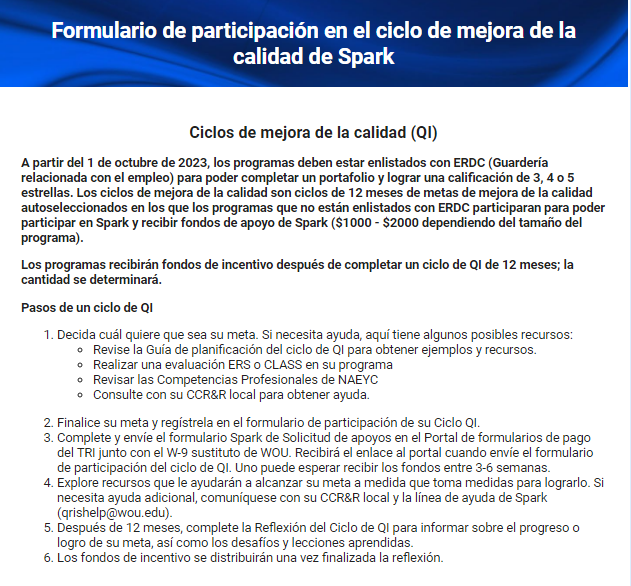 Formulario de participación en el ciclo de mejora de la
calidad de Spark
Ciclos de mejora de la calidad (QI)
A partir del 1 de octubre de 2023, los programas deben estar enlistados con ERDC (Guardería
relacionada con el empleo) para poder completar un portafolio y lograr una calificación de 3, 4 o 5
estrellas. Los ciclos de mejora de la calidad son ciclos de 12 meses de metas de mejora de la calidad
autoseleccionados en los que los programas que no están enlistados con ERDC participaran para poder
participar en Spark y recibir fondos de apoyo de Spark ($1000 - $2000 dependiendo del tamaño del
programa).
Los programas recibirán fondos de incentivo después de completar un ciclo de QI de 12 meses; la
cantidad se determinará.
Pasos de un ciclo de QI
1. Decida cuál quiere que sea su meta. Si necesita ayuda, aquí tiene algunos posibles recursos:
◦ Revise la Guía de planificación del ciclo de QI para obtener ejemplos y recursos.
◦ Realizar una evaluación ERS o CLASS en su programa
◦ Revisar las Competencias Profesionales de NAEYC
◦ Consulte con su CCR&R local para obtener ayuda.
2. Finalice su meta y regístrela en el formulario de participación de su Ciclo QI.
3. Complete y envíe el formulario Spark de Solicitud de apoyos en el Portal de formularios de pago
del TRI junto con el W-9 sustituto de WOU. Recibirá el enlace al portal cuando envíe el formulario
de participación del ciclo de QI. Uno puede esperar recibir los fondos entre 3-6 semanas.
4. Explore recursos que le ayudarán a alcanzar su meta a medida que toma medidas para lograrlo. Si
necesita ayuda adicional, comuníquese con su CCR&R local y la línea de ayuda de Spark
(qrishelp@wou.edu).
5. Después de 12 meses, complete la Reflexión del Ciclo de QI para informar sobre el progreso o
logro de su meta, así como los desafíos y lecciones aprendidas.
6. Los fondos de incentivo se distribuirán una vez finalizada la reflexión.